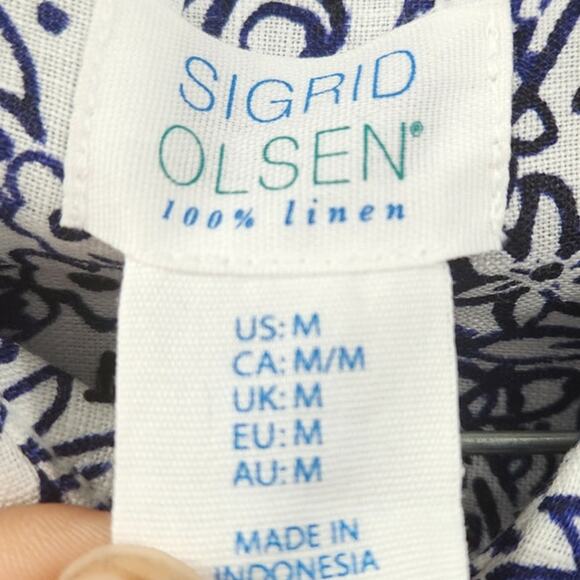 SIGRID
OLSEN®
100% linen
US: M
CA: M/M
UK: M
EU: M
AU: M
MADE IN
INDONESIA